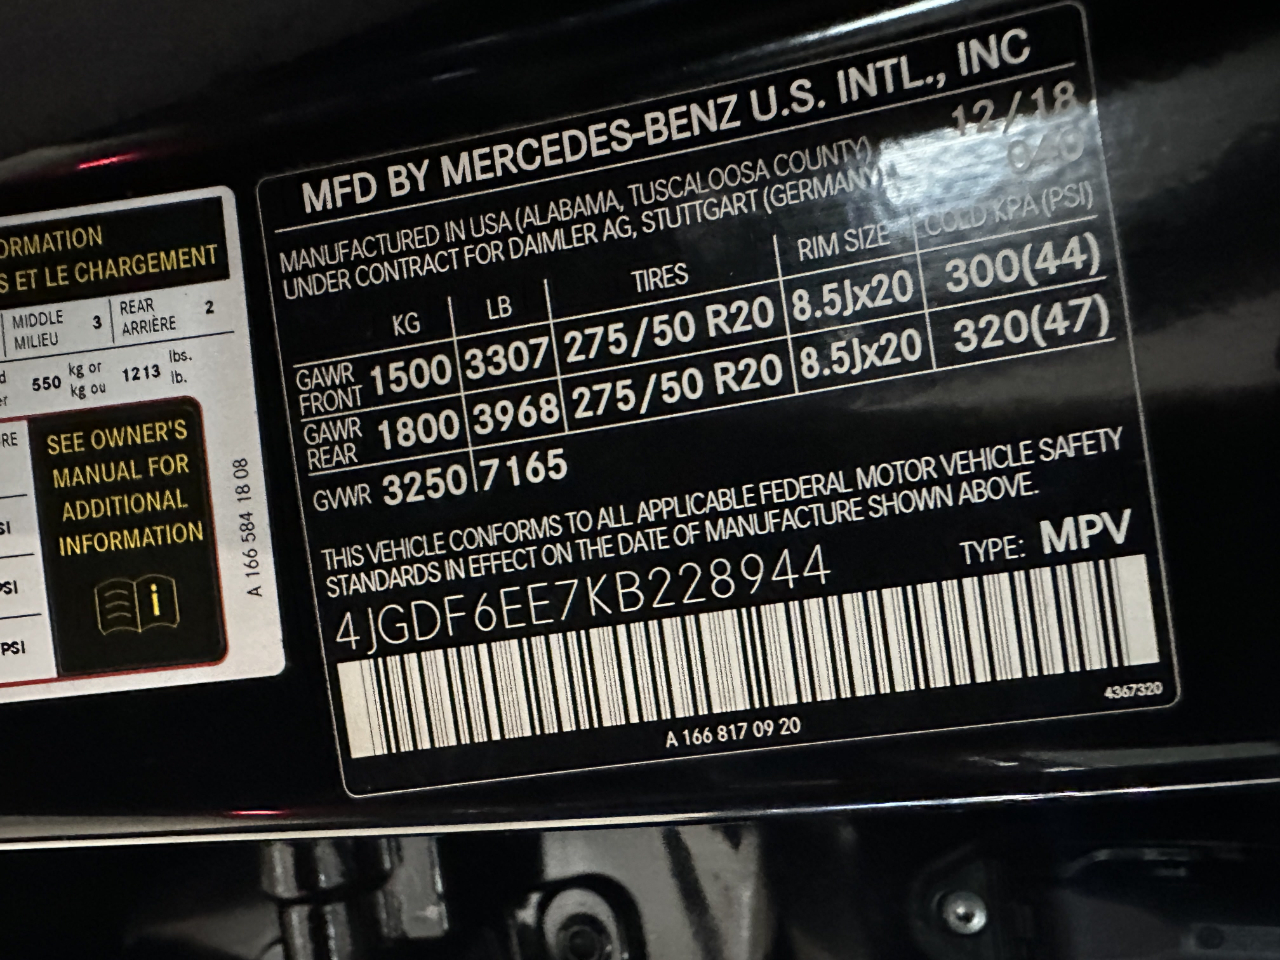 ORMATION
S ET LE CHARGEMENT
MIDDLE
MILIEU 3
REAR
ARRIÈRE 2
550 kg or
kg ou 1213 lbs.
lb.
SEE OWNER'S
MANUAL FOR
ADDITIONAL
INFORMATION
i
PSI
A 166 584 18 08
MFD BY MERCEDES-BENZ U.S. INTL., INC
MANUFACTURED IN USA (ALABAMA, TUSCALOOSA COUNTY) 12/18
UNDER CONTRACT FOR DAIMLER AG, STUTTGART (GERMANY)
KG LB TIRES RIM SIZE COLD KPA (PSI)
GAWR
FRONT 1500 3307 275/50 R20 8.5Jx20 300(44)
GAWR
REAR 1800 3968 275/50 R20 8.5Jx20 320(47)
GVWR 3250 7165
THIS VEHICLE CONFORMS TO ALL APPLICABLE FEDERAL MOTOR VEHICLE SAFETY
STANDARDS IN EFFECT ON THE DATE OF MANUFACTURE SHOWN ABOVE.
4JGDF6EE7KB228944 TYPE: MPV
4367320
A 166 817 09 20